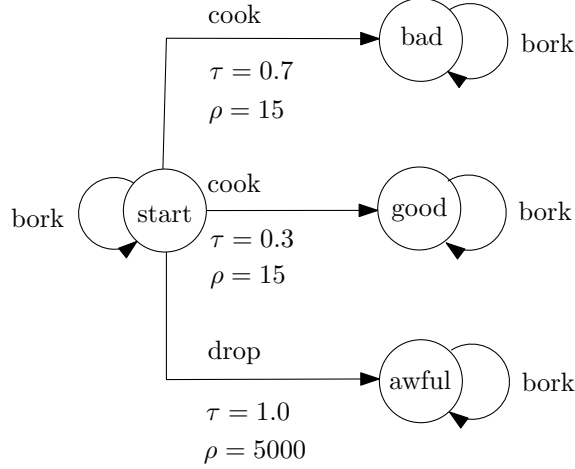 cook
bad
bork
τ = 0.7
ρ = 15
cook
bork
start
good
bork
τ = 0.3
ρ = 15
drop
awful
bork
τ = 1.0
ρ = 5000